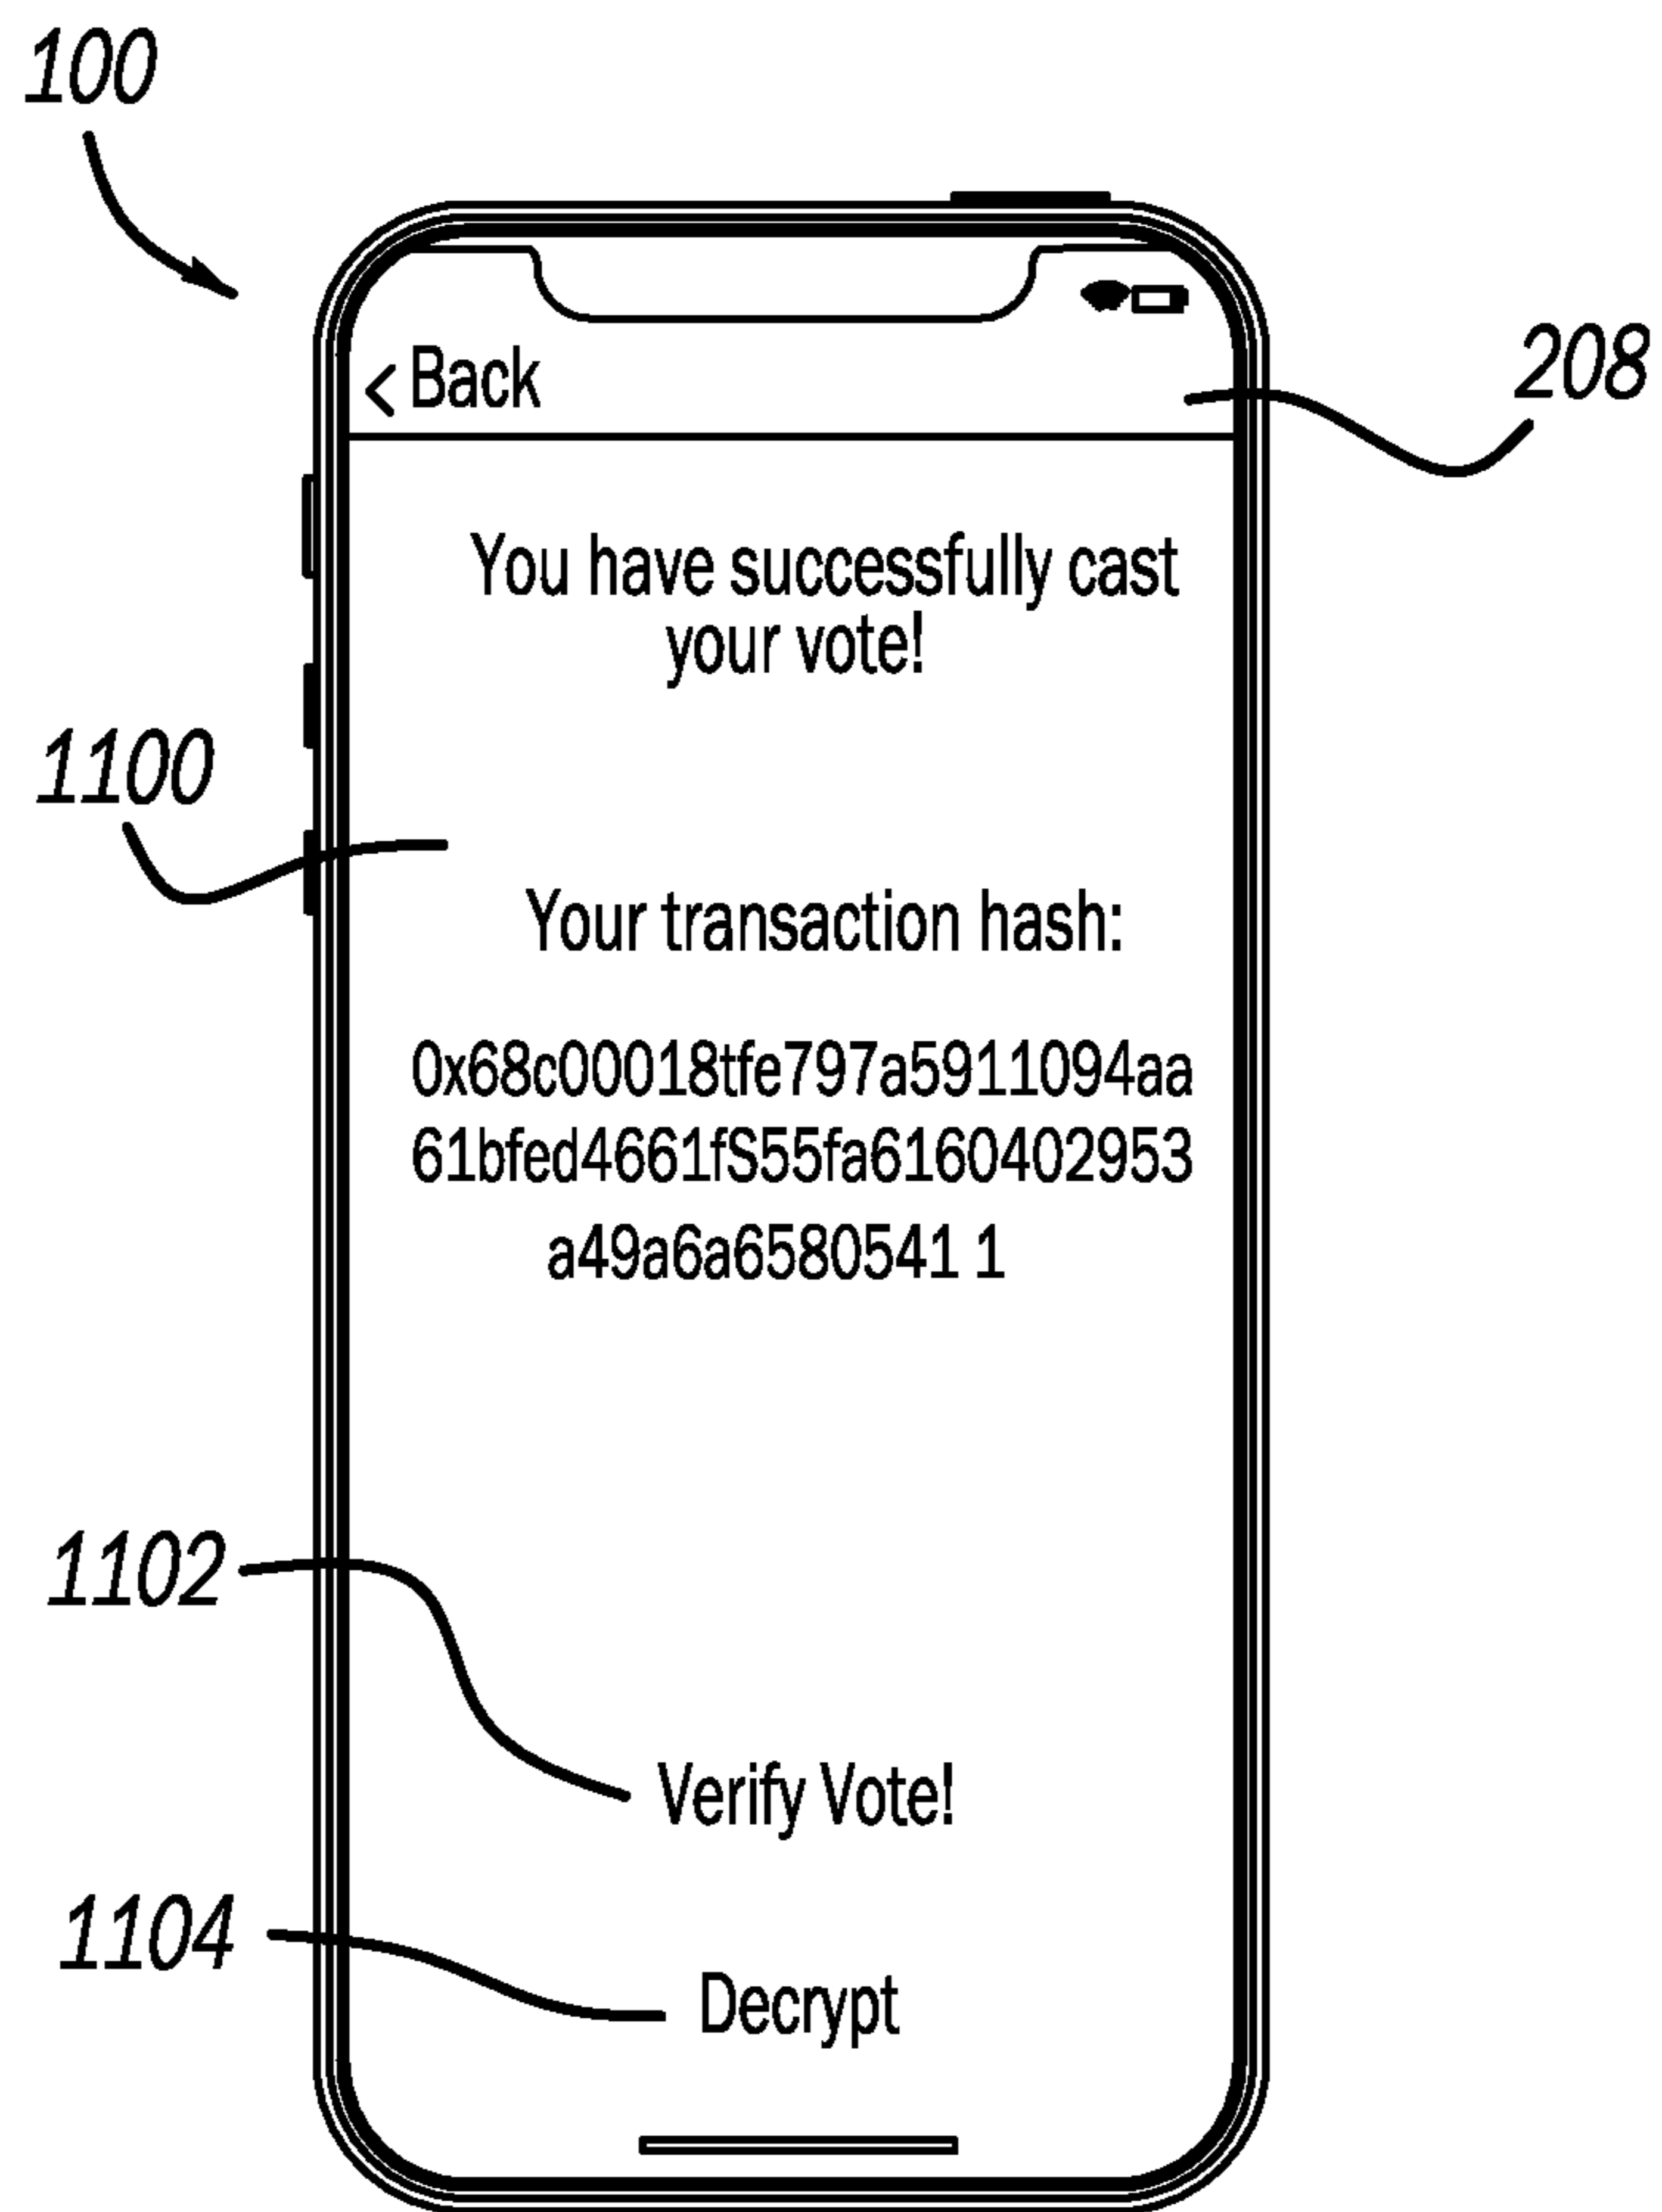 100
< Back
208
You have successfully cast
your vote!
1100
Your transaction hash:
0x68c00018tfe797a5911094aa
61bfed4661fS55fa6160402953
a49a6a6580541 1
1102
Verify Vote!
1104
Decrypt